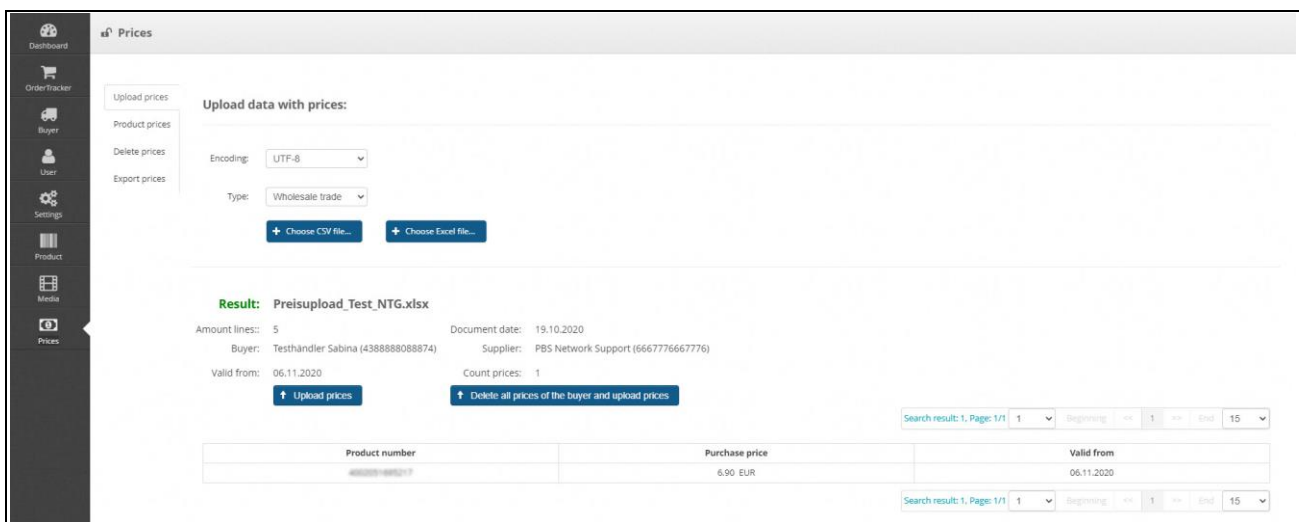 Dashboard
OrderTracker
Buyer
User
Settings
Product
Media
Prices
Prices
Upload prices
Product prices
Delete prices
Export prices
Upload data with prices:
Encoding: UTF-8
Type: Wholesale trade
+ Choose CSV file... + Choose Excel file...
Result: Preisupload_Test_NTG.xlsx
Amount lines:: 5 Document date: 19.10.2020
Buyer: Testhändler Sabina (4388888088874) Supplier: PBS Network Support (6667776667776)
Valid from: 06.11.2020 Count prices: 1
Upload prices Delete all prices of the buyer and upload prices
Search result: 1, Page: 1/1 1 Beginning << 1 >> End 15
Product number Purchase price Valid from
6.90 EUR 06.11.2020
Search result: 1, Page: 1/1 1 Beginning << 1 >> End 15